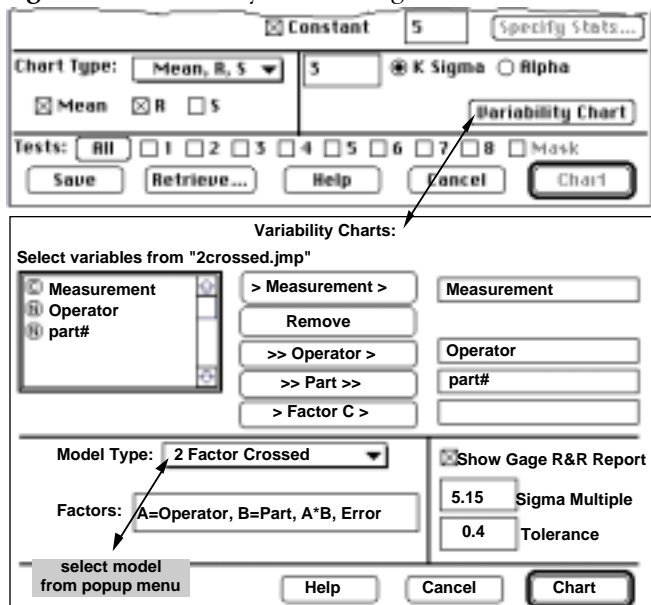 Constant 5 Specify Stats...
Chart Type: Mean, R, S 3 K Sigma Alpha
Mean R S
Variability Chart
Tests: All 1 2 3 4 5 6 7 8 Mask
Save Retrieve... Help Cancel Chart
Variability Charts:
Select variables from "2crossed.jmp"
C Measurement > Measurement > Measurement
N Operator Remove
N part# >> Operator > Operator
>> Part >> part#
> Factor C >
Model Type: 2 Factor Crossed Show Gage R&R Report
5.15 Sigma Multiple
Factors: A=Operator, B=Part, A*B, Error
0.4 Tolerance
select model
from popup menu
Help Cancel Chart